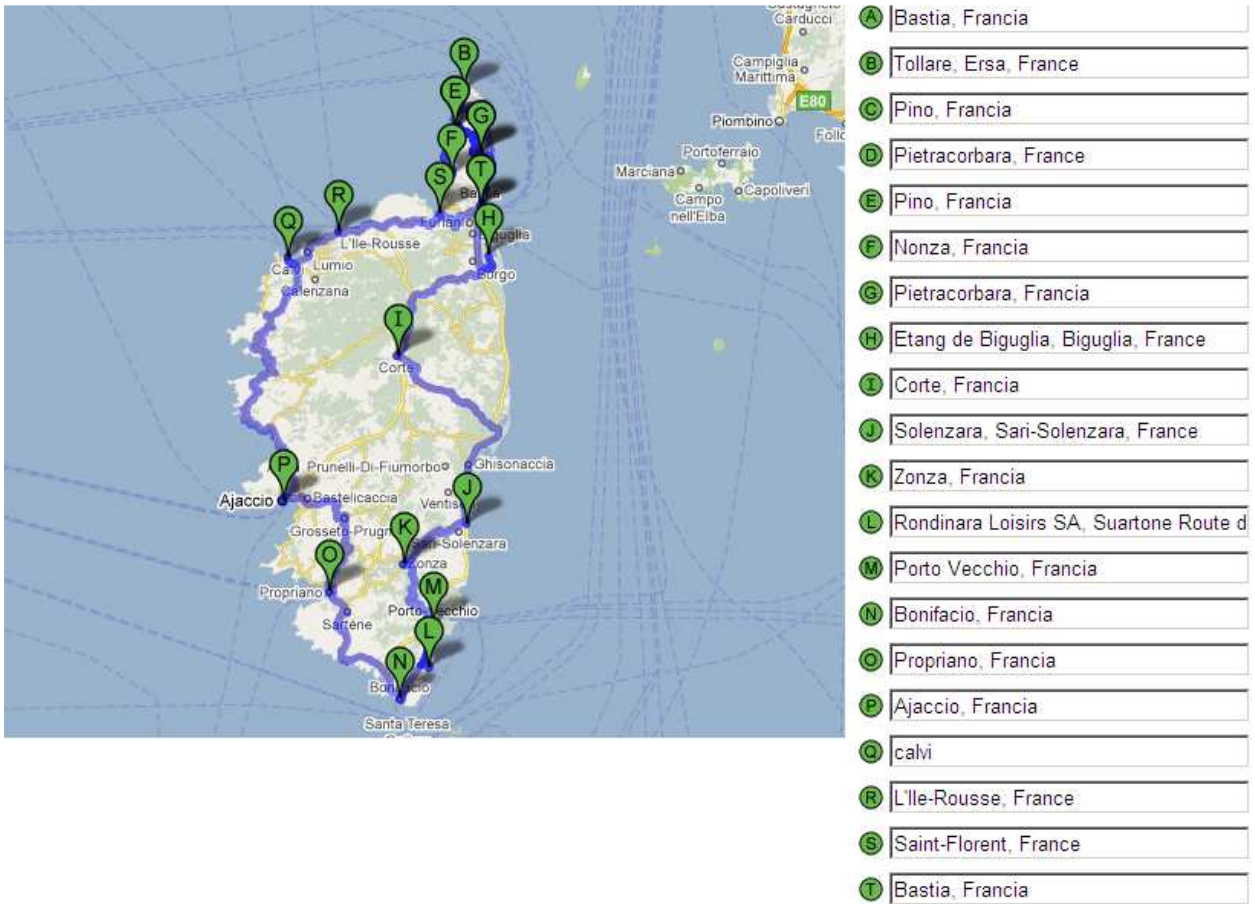 Carducci
Campiglia
Marittima
E80
Piombino
Portoferraio
Marciana
Campo
nell'Elba
Capoliveri
B
E
G
F
T
S
R
Q
H
L'Ile-Rousse
Lumio
Calenzana
Borgo
I
Corte
P
Prunelli-Di-Fiumorbo
Ghisonaccia
Ajaccio
Bastelicaccia
J
K
Sari-Solenzara
Zonza
O
Propriano
M
Porto-Vecchio
Sartène
L
N
Bonifacio
Santa Teresa
A Bastia, Francia
B Tollare, Ersa, France
C Pino, Francia
D Pietracorbara, France
E Pino, Francia
F Nonza, Francia
G Pietracorbara, Francia
H Etang de Biguglia, Biguglia, France
I Corte, Francia
J Solenzara, Sari-Solenzara, France
K Zonza, Francia
L Rondinara Loisirs SA, Suartone Route d
M Porto Vecchio, Francia
N Bonifacio, Francia
O Propriano, Francia
P Ajaccio, Francia
Q calvi
R L'Ile-Rousse, France
S Saint-Florent, France
T Bastia, Francia